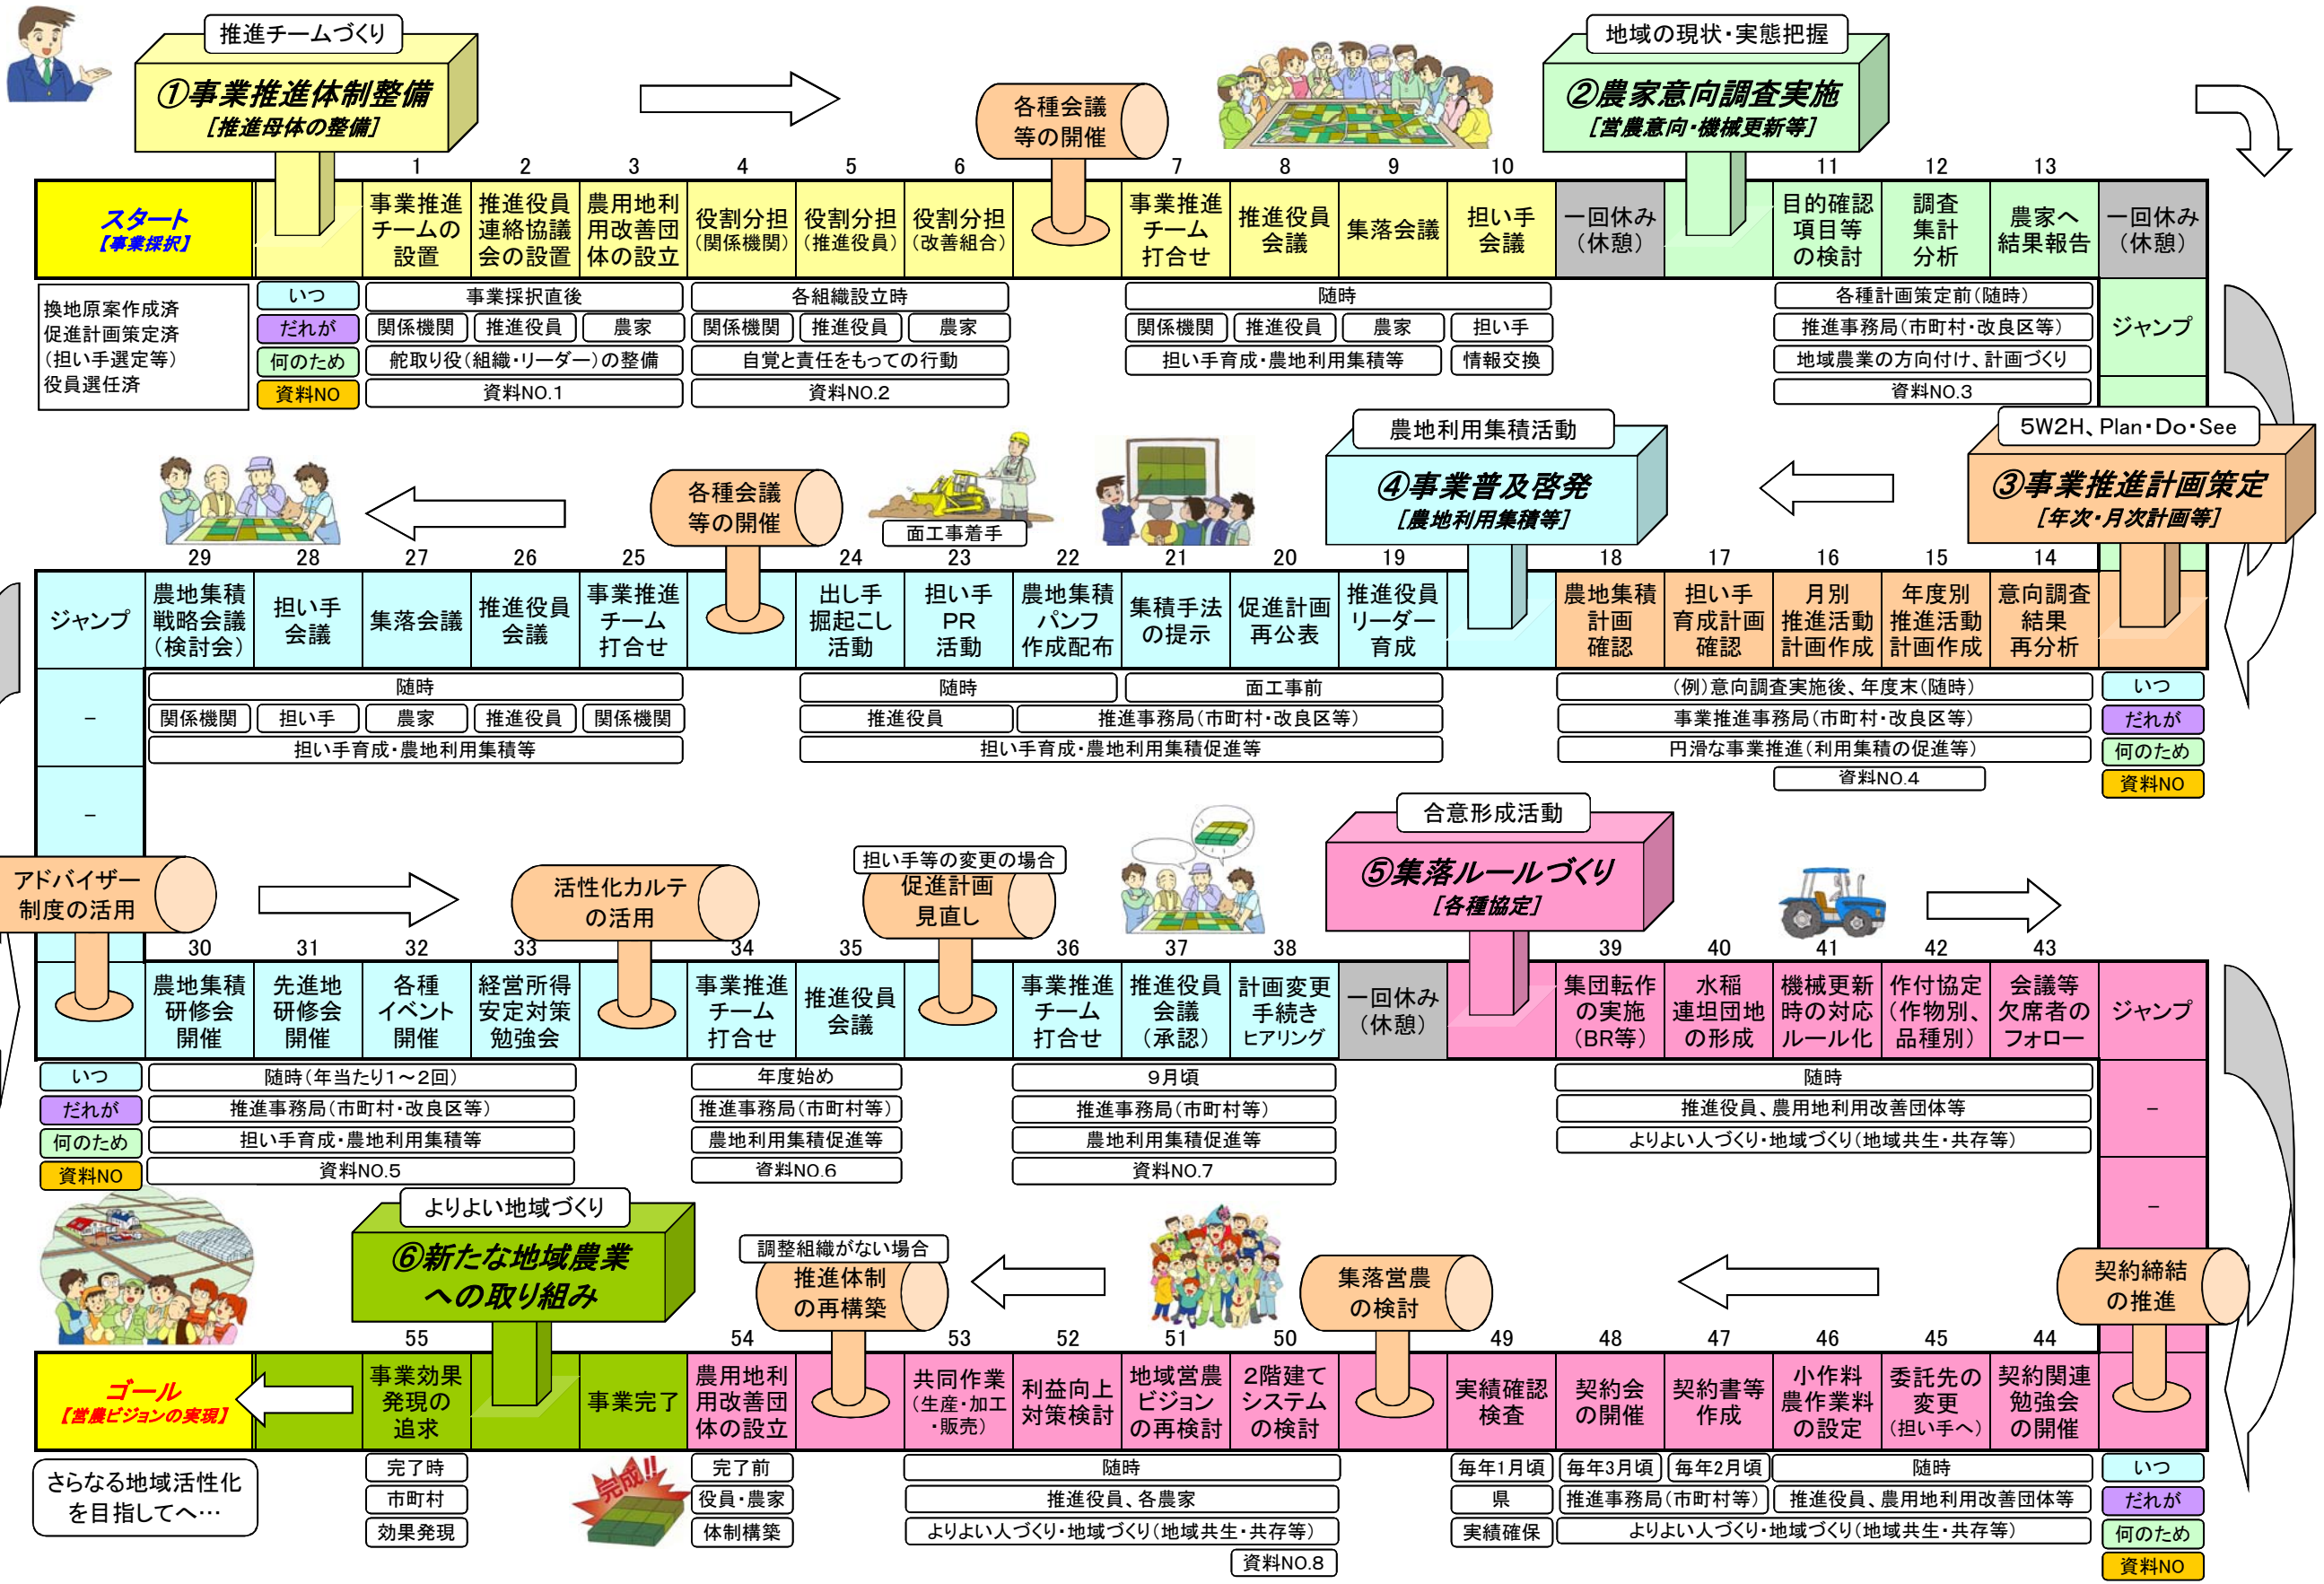 推進チームづくり
①事業推進体制整備
[推進母体の整備]
各種会議
等の開催
地域の現状・実態把握
②農家意向調査実施
[営農意向・機械更新等]
1
2
3
4
5
6
7
8
9
10
11
12
13
スタート
【事業採択】
事業推進
チームの
設置
推進役員
連絡協議
会の設置
農用地利
用改善団
体の設立
役割分担
(関係機関)
役割分担
(推進役員)
役割分担
(改善組合)
事業推進
チーム
打合せ
推進役員
会議
集落会議
担い手
会議
一回休み
(休憩)
目的確認
項目等
の検討
調査
集計
分析
農家へ
結果報告
一回休み
(休憩)
換地原案作成済
促進計画策定済
(担い手選定等)
役員選任済
いつ
事業採択直後
各組織設立時
随時
各種計画策定前(随時)
だれが
関係機関
推進役員
農家
関係機関
推進役員
農家
関係機関
推進役員
農家
担い手
推進事務局(市町村・改良区等)
何のため
舵取り役(組織・リーダー)の整備
自覚と責任をもっての行動
担い手育成・農地利用集積等
情報交換
地域農業の方向付け、計画づくり
資料NO
資料NO.1
資料NO.2
資料NO.3
ジャンプ
5W2H、Plan・Do・See
③事業推進計画策定
[年次・月次計画等]
農地利用集積活動
④事業普及啓発
[農地利用集積等]
面工事着手
各種会議
等の開催
29
28
27
26
25
24
23
22
21
20
19
18
17
16
15
14
ジャンプ
農地集積
戦略会議
(検討会)
担い手
会議
集落会議
推進役員
会議
事業推進
チーム
打合せ
出し手
掘起こし
活動
担い手
PR
活動
農地集積
パンフ
作成配布
集積手法
の提示
促進計画
再公表
推進役員
リーダー
育成
農地集積
計画
確認
担い手
育成計画
確認
月別
推進活動
計画作成
年度別
推進活動
計画作成
意向調査
結果
再分析
随時
随時
面工事前
(例)意向調査実施後、年度末(随時)
いつ
−
関係機関
担い手
農家
推進役員
関係機関
推進役員
推進事務局(市町村・改良区等)
事業推進事務局(市町村・改良区等)
だれが
担い手育成・農地利用集積等
担い手育成・農地利用集積促進等
円滑な事業推進(利用集積の促進等)
何のため
資料NO.4
資料NO
−
アドバイザー
制度の活用
活性化カルテ
の活用
担い手等の変更の場合
促進計画
見直し
合意形成活動
⑤集落ルールづくり
[各種協定]
30
31
32
33
34
35
36
37
38
39
40
41
42
43
農地集積
研修会
開催
先進地
研修会
開催
各種
イベント
開催
経営所得
安定対策
勉強会
事業推進
チーム
打合せ
推進役員
会議
事業推進
チーム
打合せ
推進役員
会議
(承認)
計画変更
手続き
ヒアリング
一回休み
(休憩)
集団転作
の実施
(BR等)
水稲
連坦団地
の形成
機械更新
時の対応
ルール化
作付協定
(作物別、
品種別)
会議等
欠席者の
フォロー
ジャンプ
いつ
随時(年当たり1〜2回)
年度始め
9月頃
随時
だれが
推進事務局(市町村・改良区等)
推進事務局(市町村等)
推進事務局(市町村等)
推進役員、農用地利用改善団体等
−
何のため
担い手育成・農地利用集積等
農地利用集積促進等
農地利用集積促進等
よりよい人づくり・地域づくり(地域共生・共存等)
資料NO
資料NO.5
資料NO.6
資料NO.7
−
よりよい地域づくり
⑥新たな地域農業
への取り組み
調整組織がない場合
推進体制
の再構築
集落営農
の検討
契約締結
の推進
55
54
53
52
51
50
49
48
47
46
45
44
ゴール
【営農ビジョンの実現】
事業効果
発現の
追求
事業完了
農用地利
用改善団
体の設立
共同作業
(生産・加工
・販売)
利益向上
対策検討
地域営農
ビジョン
の再検討
2階建て
システム
の検討
実績確認
検査
契約会
の開催
契約書等
作成
小作料
農作業料
の設定
委託先の
変更
(担い手へ)
契約関連
勉強会
の開催
さらなる地域活性化
を目指してへ…
完成!!
完了時
完了前
随時
毎年1月頃
毎年3月頃
毎年2月頃
随時
いつ
市町村
役員・農家
推進役員、各農家
県
推進事務局(市町村等)
推進役員、農用地利用改善団体等
だれが
効果発現
体制構築
よりよい人づくり・地域づくり(地域共生・共存等)
実績確保
よりよい人づくり・地域づくり(地域共生・共存等)
何のため
資料NO.8
資料NO